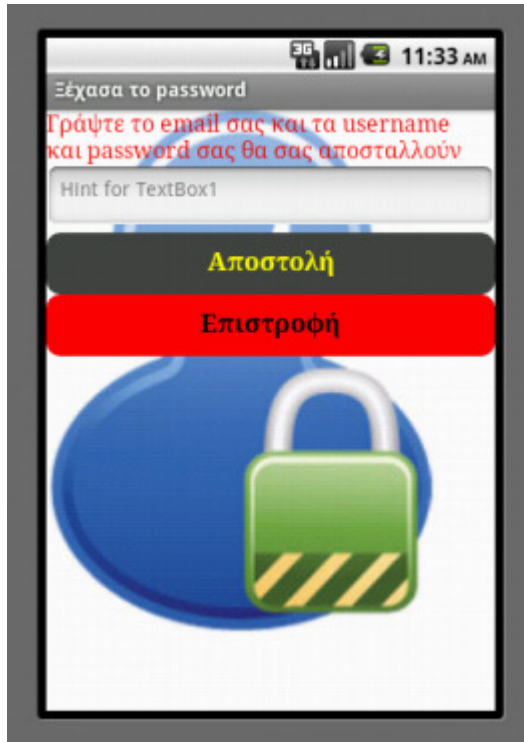 3G 11:33 AM
Ξέχασα το password
Γράψτε το email σας και τα username
και password σας θα σας αποσταλλούν
Hint for TextBox1
Αποστολή
Επιστροφή